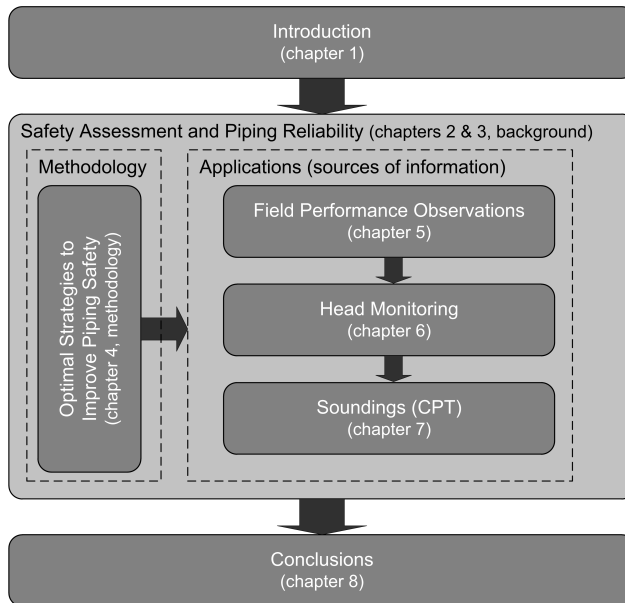 Introduction
(chapter 1)
Safety Assessment and Piping Reliability (chapters 2 & 3, background)
Methodology
Optimal Strategies to
Improve Piping Safety
(chapter 4, methodology)
Applications (sources of information)
Field Performance Observations
(chapter 5)
Head Monitoring
(chapter 6)
Soundings (CPT)
(chapter 7)
Conclusions
(chapter 8)